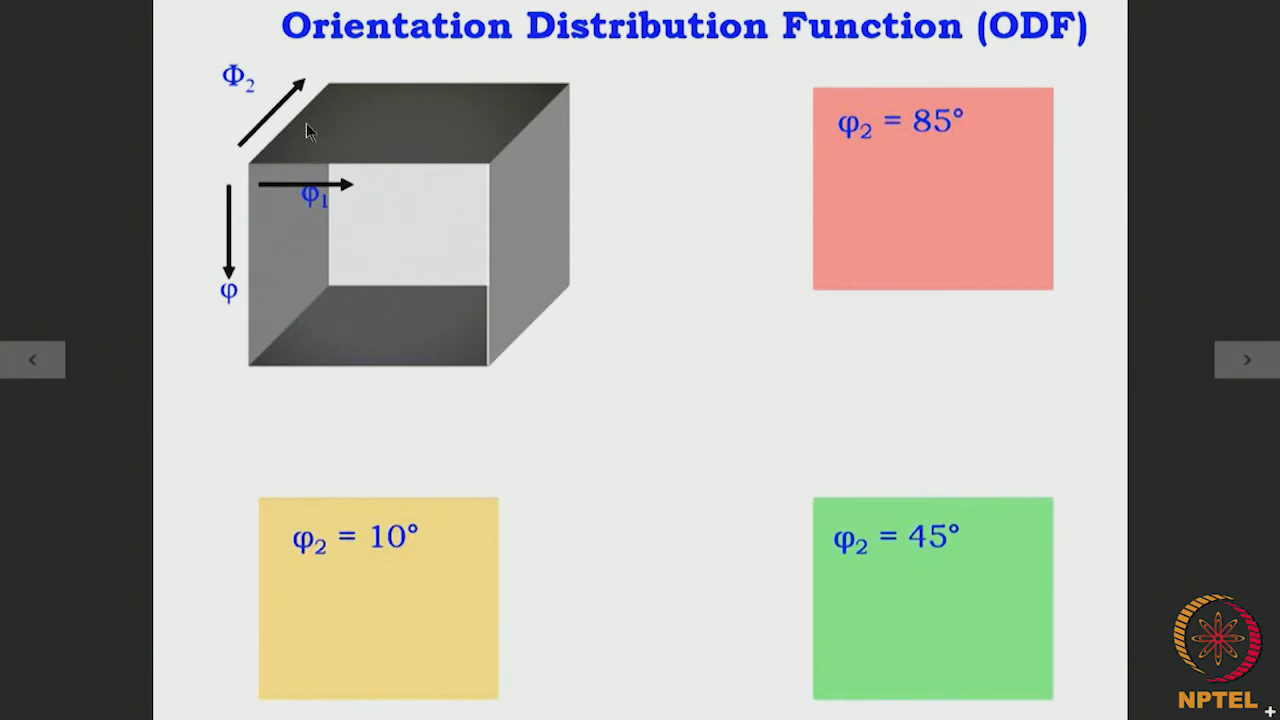 Orientation Distribution Function (ODF)
Φ₂
φ₁
φ
φ₂ = 85°
φ₂ = 10°
φ₂ = 45°
NPTEL